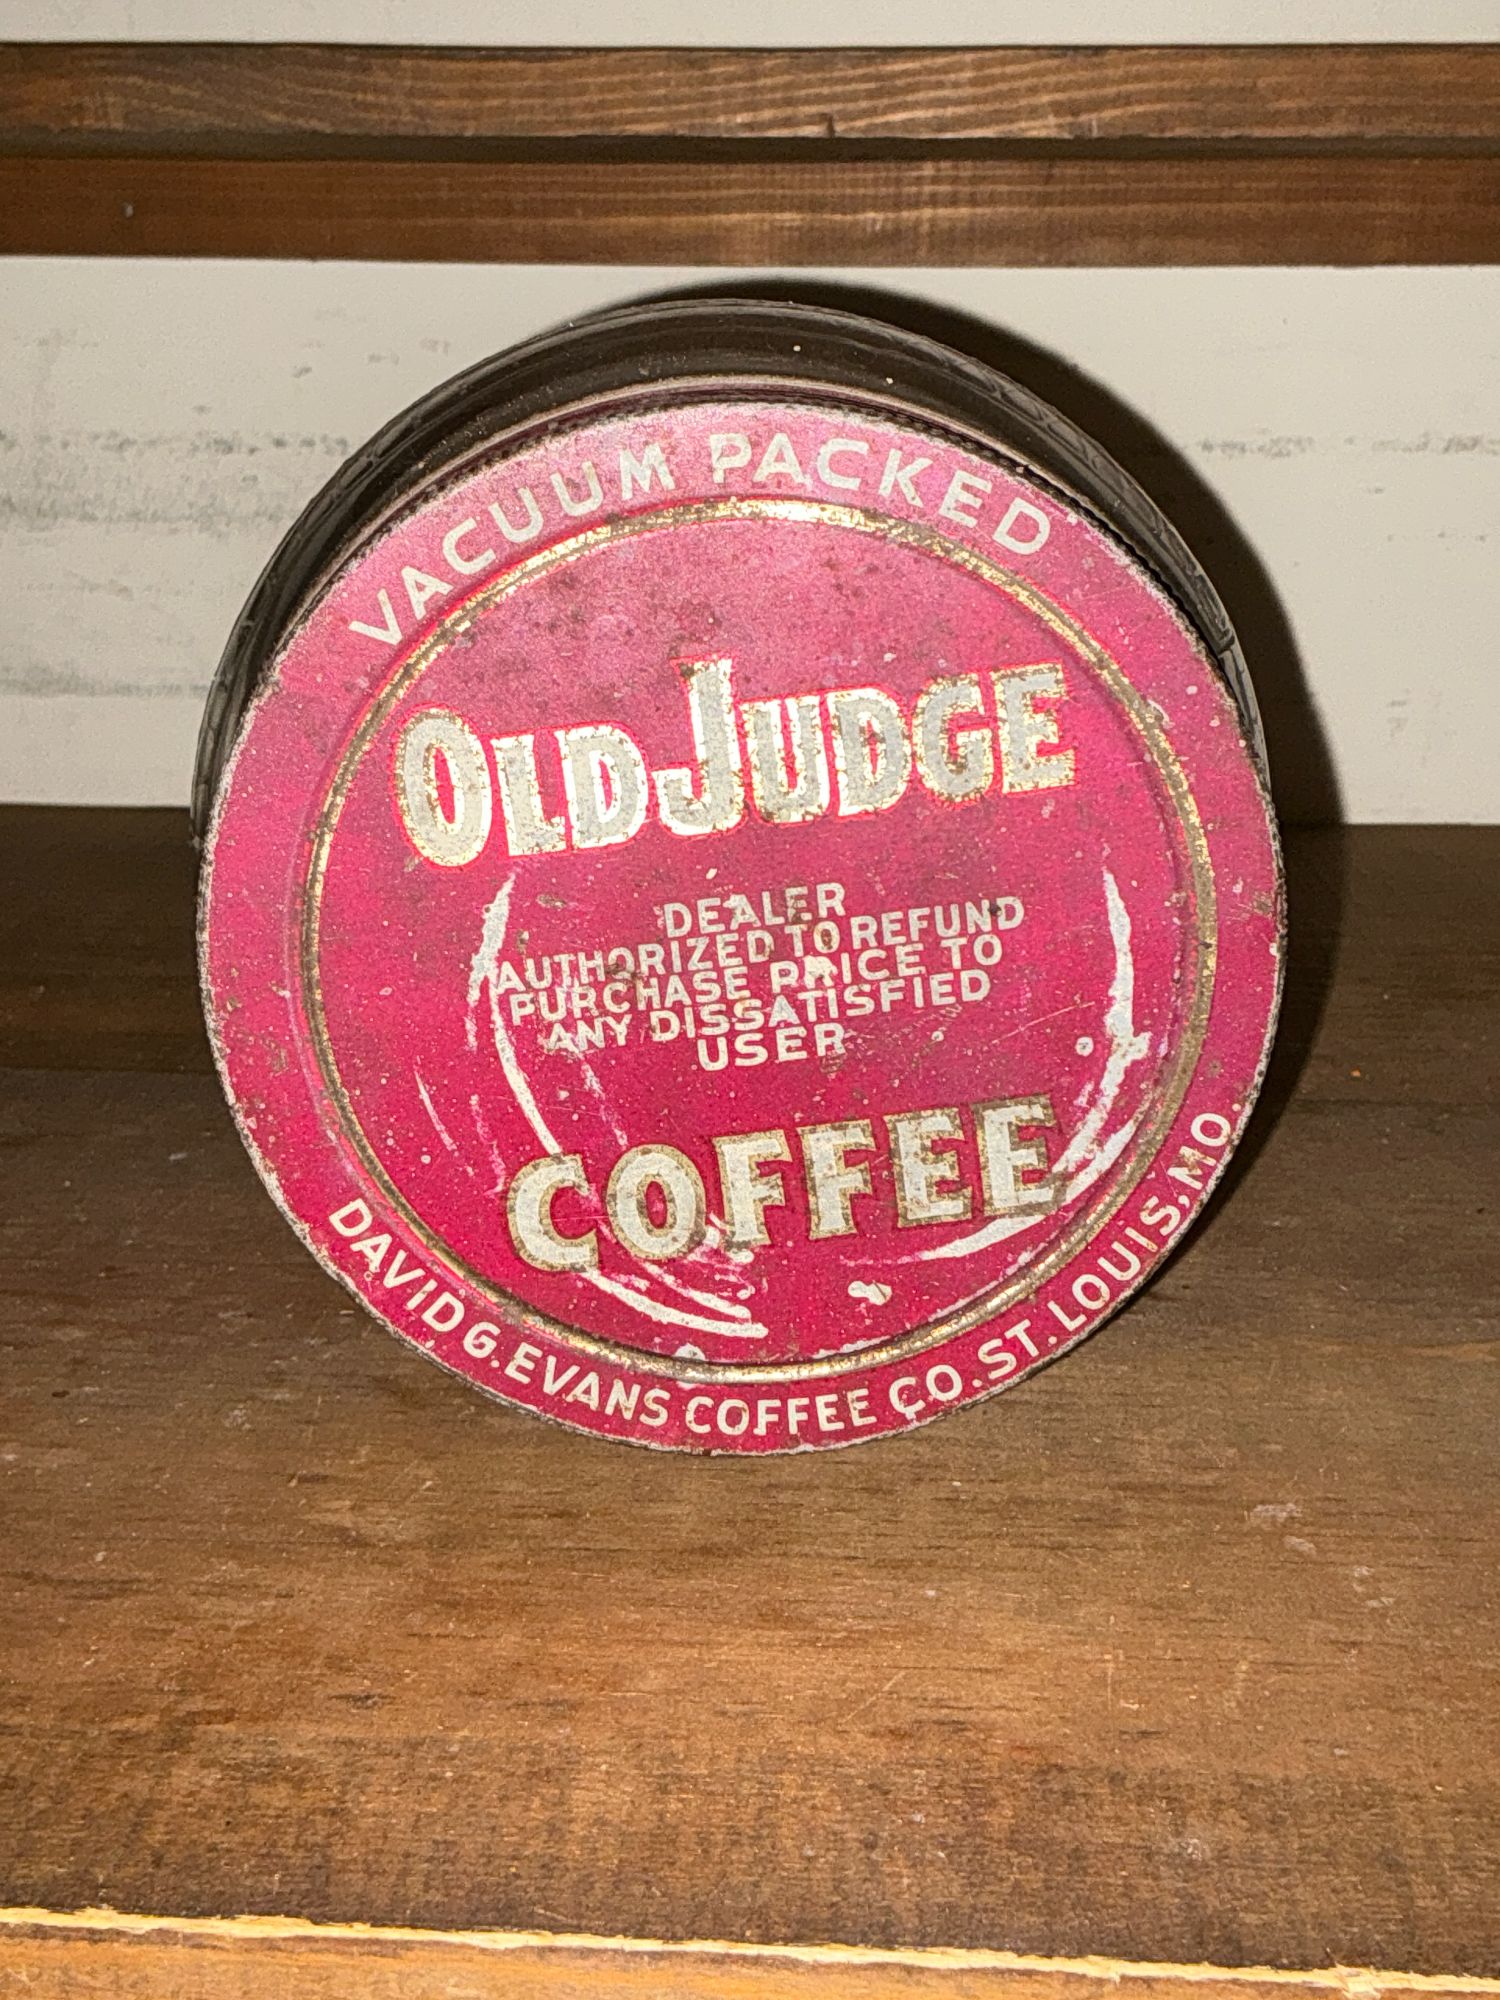 VACUUM PACKED
OLD JUDGE
DEALER
AUTHORIZED TO REFUND
PURCHASE PRICE TO
ANY DISSATISFIED
USER
COFFEE
DAVID G. EVANS COFFEE CO. ST. LOUIS, MO.